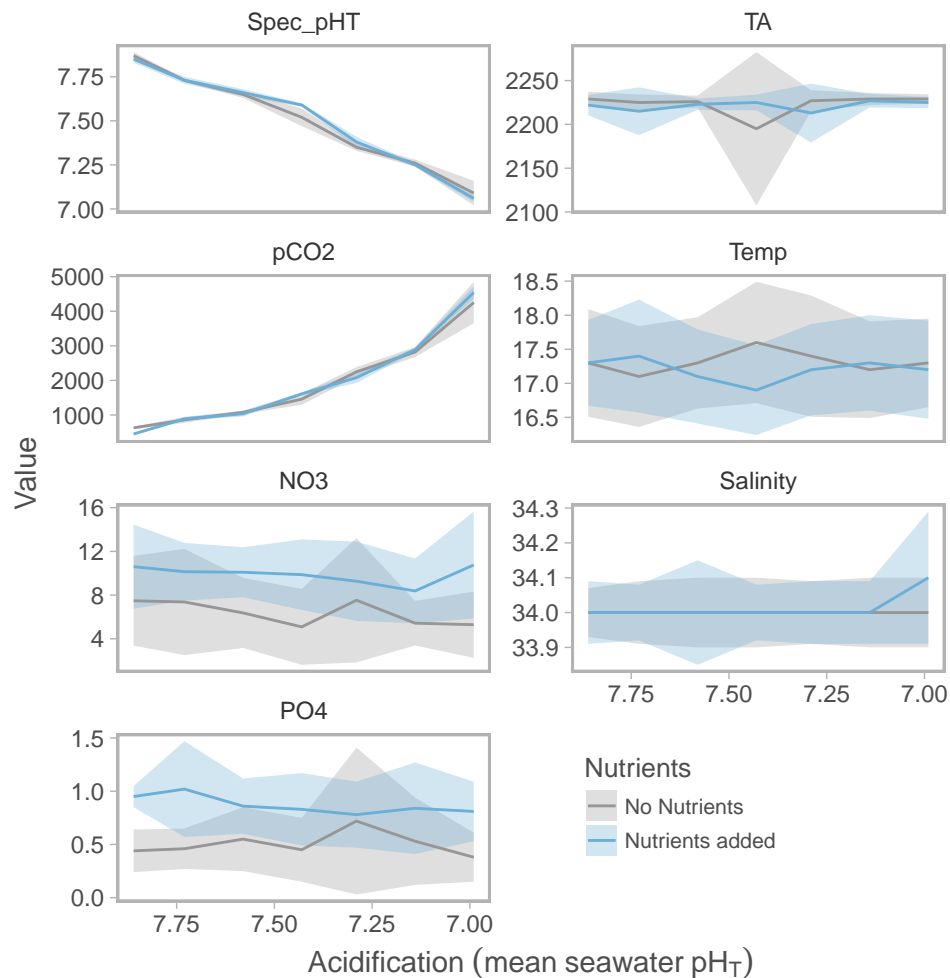 Spec_pHT
7.75
7.50
7.25
7.00
TA
2250
2200
2150
2100
pCO2
5000
4000
3000
2000
1000
Temp
18.5
18.0
17.5
17.0
16.5
Value
NO3
16
12
8
4
Salinity
34.3
34.2
34.1
34.0
33.9
7.75 7.50 7.25 7.00
PO4
1.5
1.0
0.5
0.0
7.75 7.50 7.25 7.00
Nutrients
No Nutrients
Nutrients added
Acidification (mean seawater pH_T)